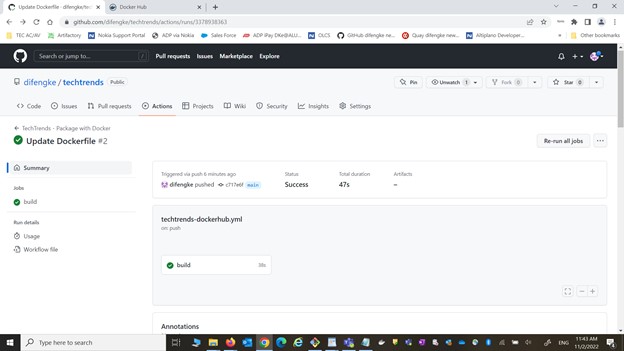 Update Dockerfile · difengke/tec
Docker Hub
github.com/difengke/techtrends/actions/runs/3378938363
TEC AC/AV
Artifactory
Nokia Support Portal
ADP via Nokia
Sales Force
ADP iPay DKe@ALU...
OLCS
GitHub difengke ne...
Quay difengke newe...
Altiplano Developer...
»
Other bookmarks
Search or jump to...
/
Pull requests
Issues
Marketplace
Explore
difengke / techtrends
Public
Pin
Unwatch 1
Fork 0
Star 0
Code
Issues
Pull requests
Actions
Projects
Wiki
Security
Insights
Settings
TechTrends - Package with Docker
Update Dockerfile #2
Re-run all jobs
...
Summary
Jobs
build
Run details
Usage
Workflow file
Triggered via push 6 minutes ago
difengke pushed c717e6f main
Status
Success
Total duration
47s
Artifacts
–
techtrends-dockerhub.yml
on: push
build
38s
Annotations
Type here to search
ENG
11:43 AM
11/2/2022